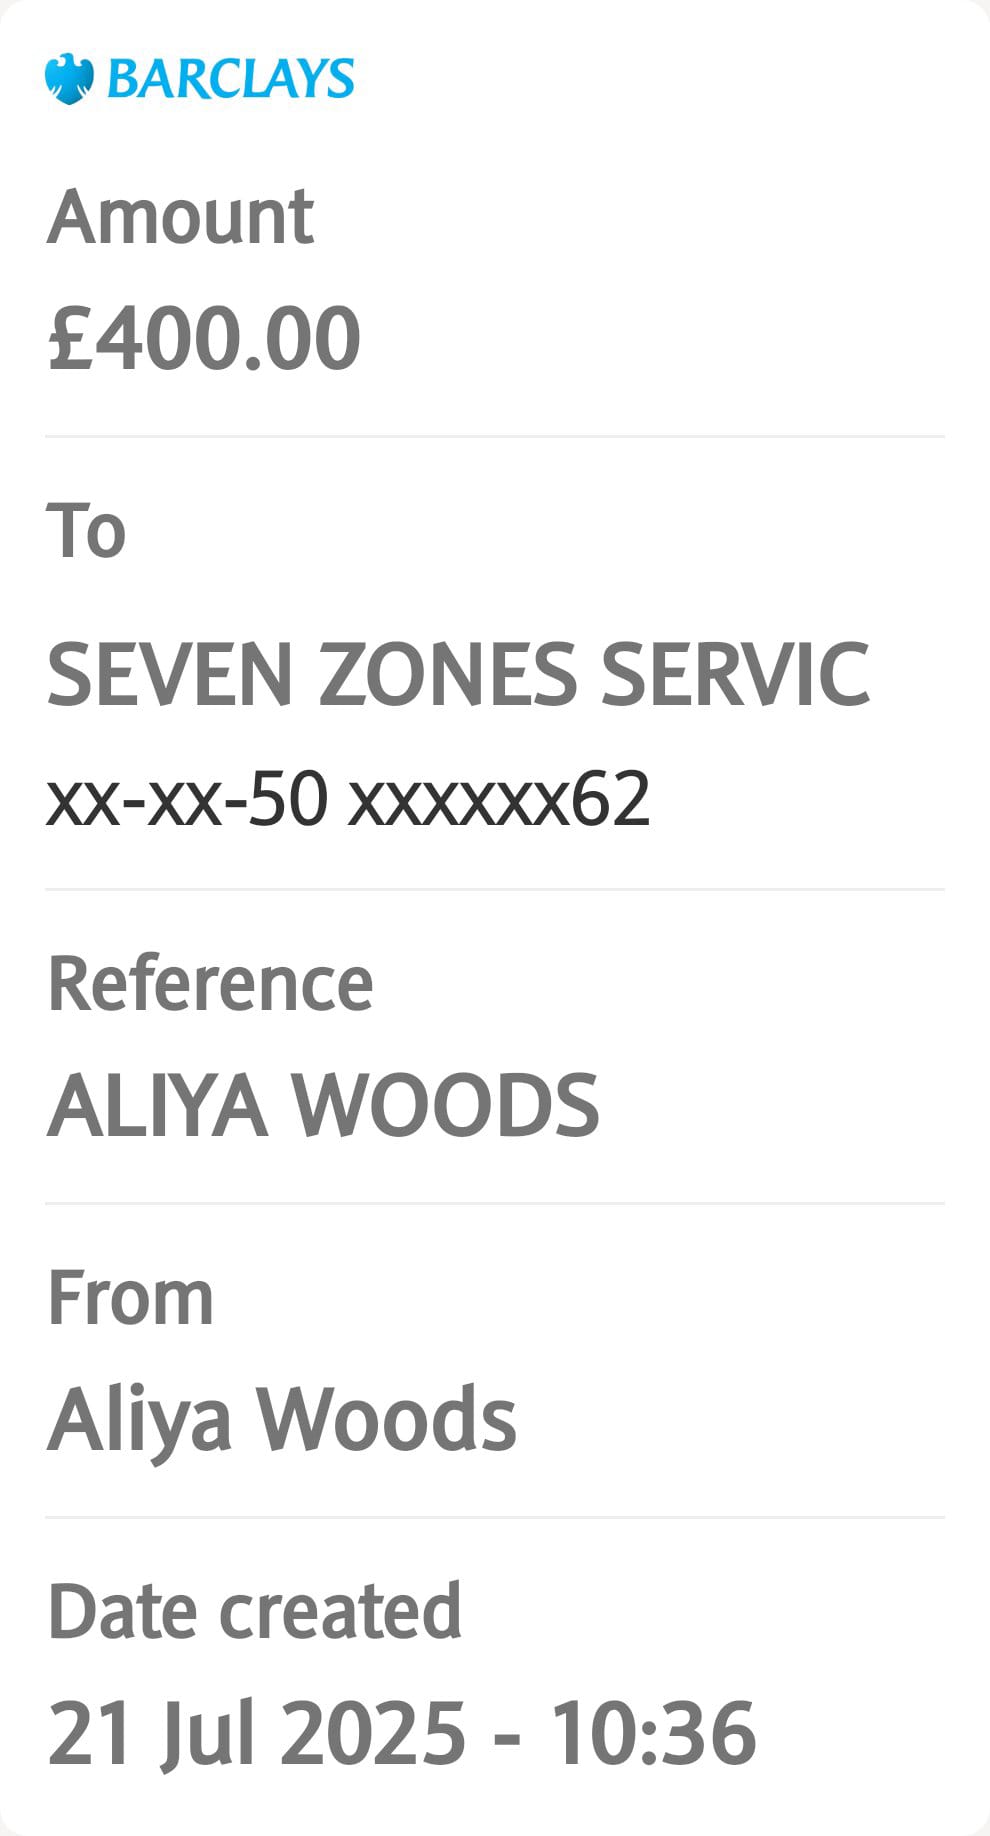 BARCLAYS
Amount
£400.00
To
SEVEN ZONES SERVIC
xx-xx-50 xxxxxx62
Reference
ALIYA WOODS
From
Aliya Woods
Date created
21 Jul 2025 - 10:36